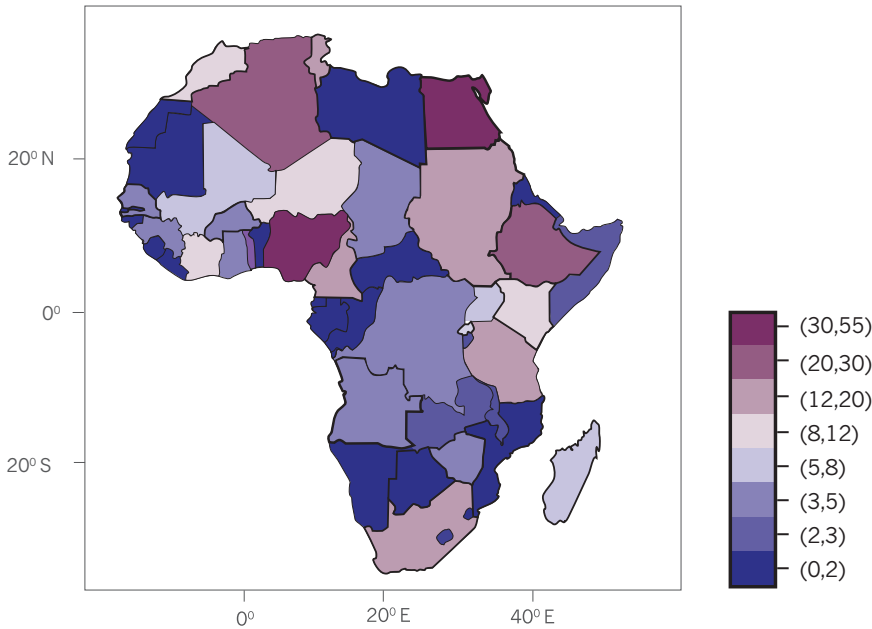 20⁰ N
0⁰
20⁰ S
0⁰
20⁰ E
40⁰ E
(30,55)
(20,30)
(12,20)
(8,12)
(5,8)
(3,5)
(2,3)
(0,2)